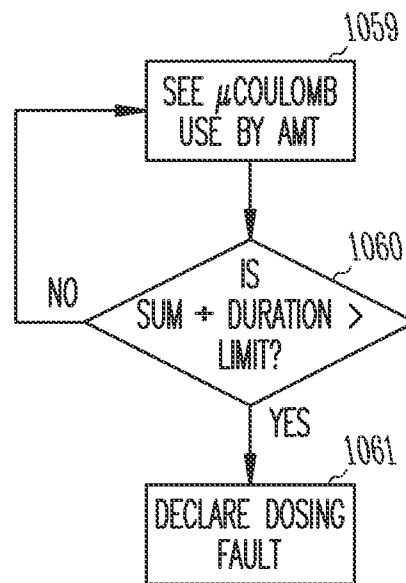 1059
SEE μCOULOMB
USE BY AMT
1060
IS
SUM ÷ DURATION >
LIMIT?
NO
YES
1061
DECLARE DOSING
FAULT